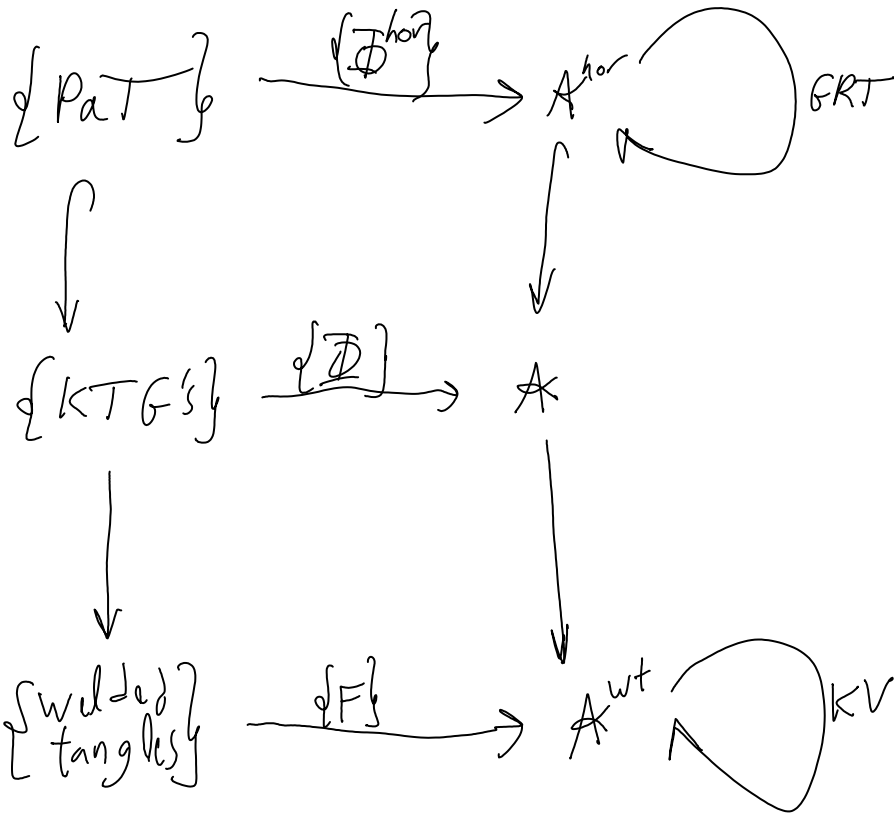 {Φ^hor}
{PaT} A^hor GRT
{Φ}
{KTG's} A
{F}
{welded tangles} A^wt KV